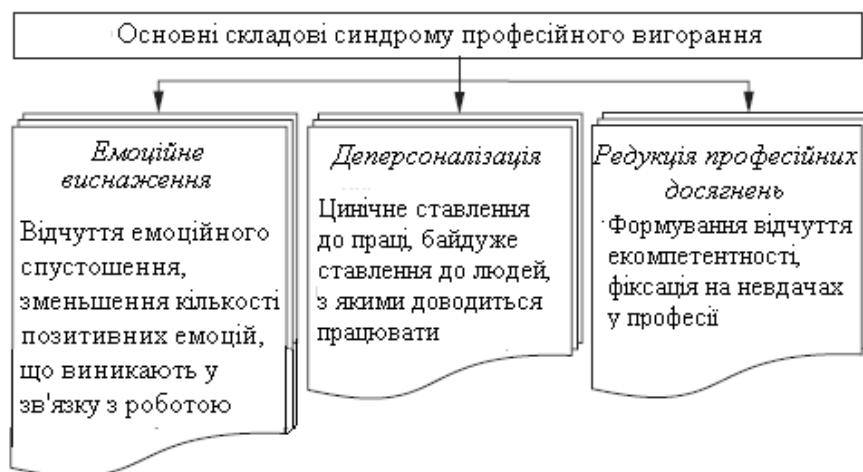 Основні складові синдрому професійного вигорання
Емоційне
виснаження
Відчуття емоційного
спустошення,
зменшення кількості
позитивних емоцій,
що виникають у
зв'язку з роботою
Деперсоналізація
Цинічне ставлення
до праці, байдуже
ставлення до людей,
з якими доводиться
працювати
Редукція професійних
досягнень
Формування відчуття
екомпетентності,
фіксація на невдачах
у професії